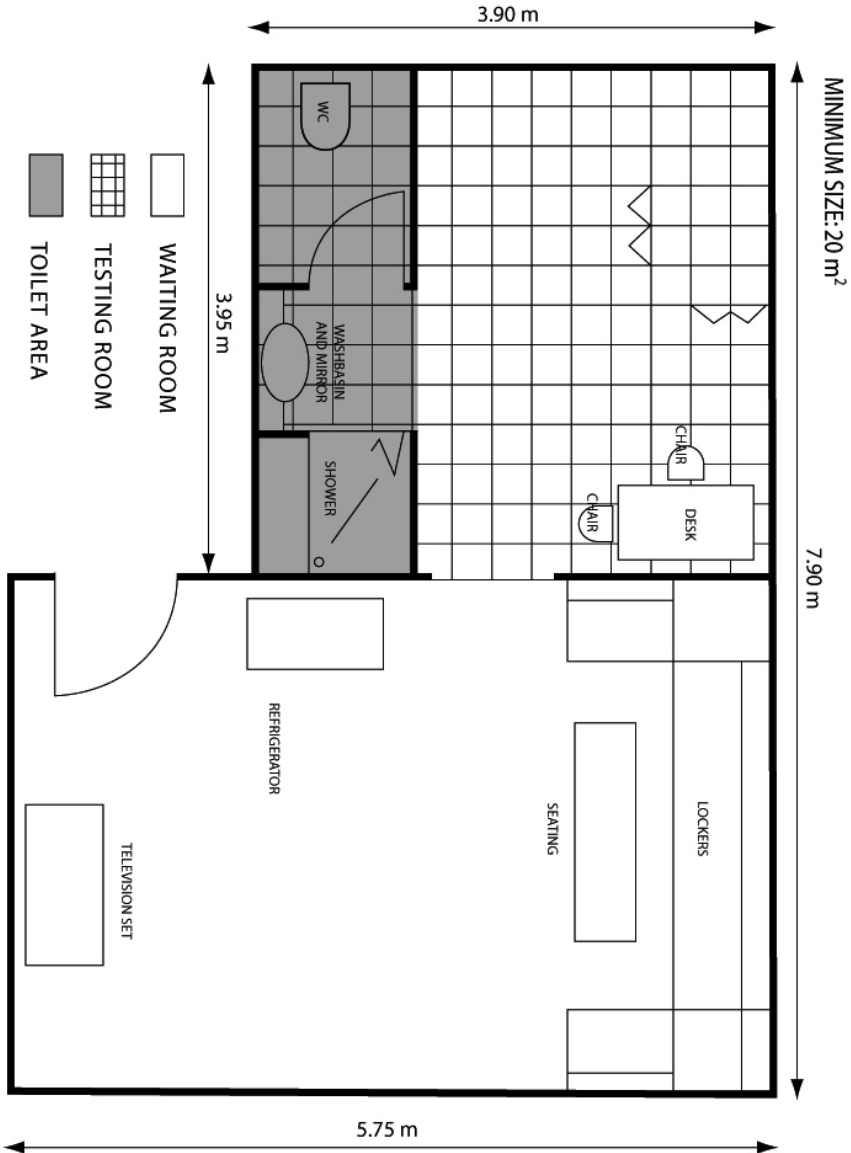 3.90 m
MINIMUM SIZE: 20 m²
WC
3.95 m
WASHBASIN
AND MIRROR
SHOWER
CHAIR
CHAIR
DESK
7.90 m
WAITING ROOM
TESTING ROOM
TOILET AREA
REFRIGERATOR
SEATING
LOCKERS
TELEVISION SET
5.75 m